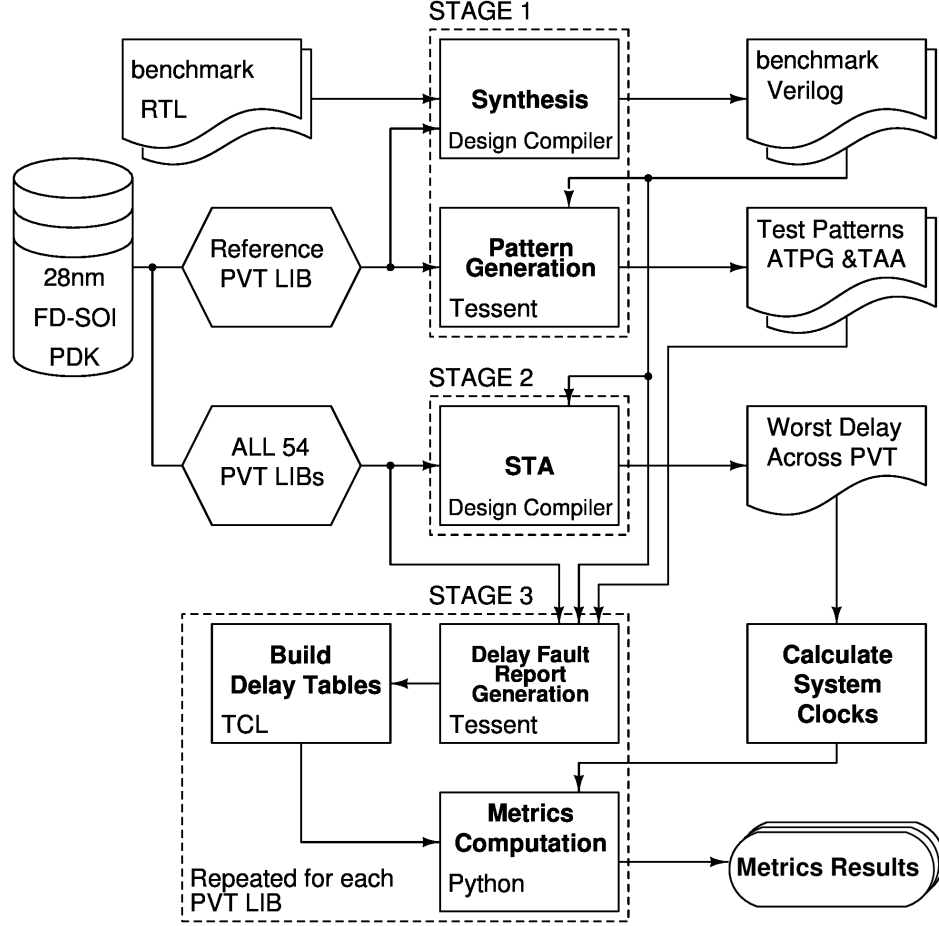 STAGE 1
benchmark
RTL
Synthesis
Design Compiler
benchmark
Verilog
28nm
FD-SOI
PDK
Reference
PVT LIB
Pattern
Generation
Tessent
Test Patterns
ATPG &TAA
STAGE 2
ALL 54
PVT LIBs
STA
Design Compiler
Worst Delay
Across PVT
STAGE 3
Build
Delay Tables
TCL
Delay Fault
Report
Generation
Tessent
Calculate
System
Clocks
Metrics
Computation
Python
Metrics Results
Repeated for each
PVT LIB